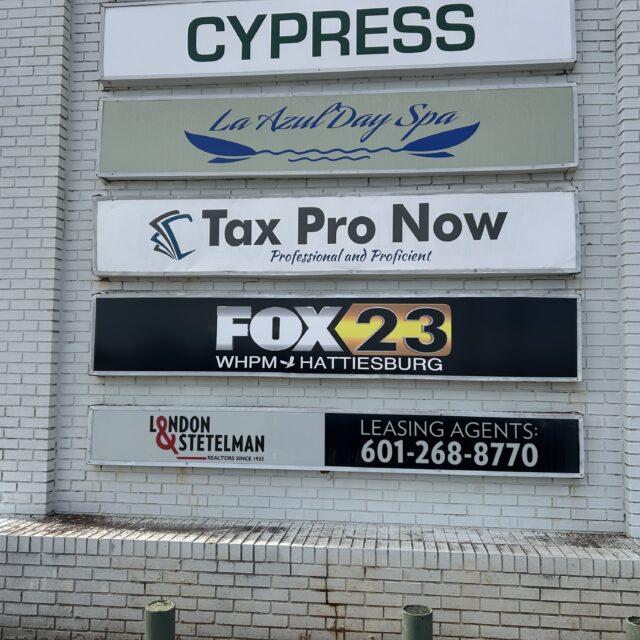 CYPRESS
La Azul Day Spa
Tax Pro Now
Professional and Proficient
FOX 23
WHPM HATTIESBURG
LONDON
& STETELMAN
REALTORS SINCE 1933
LEASING AGENTS:
601-268-8770